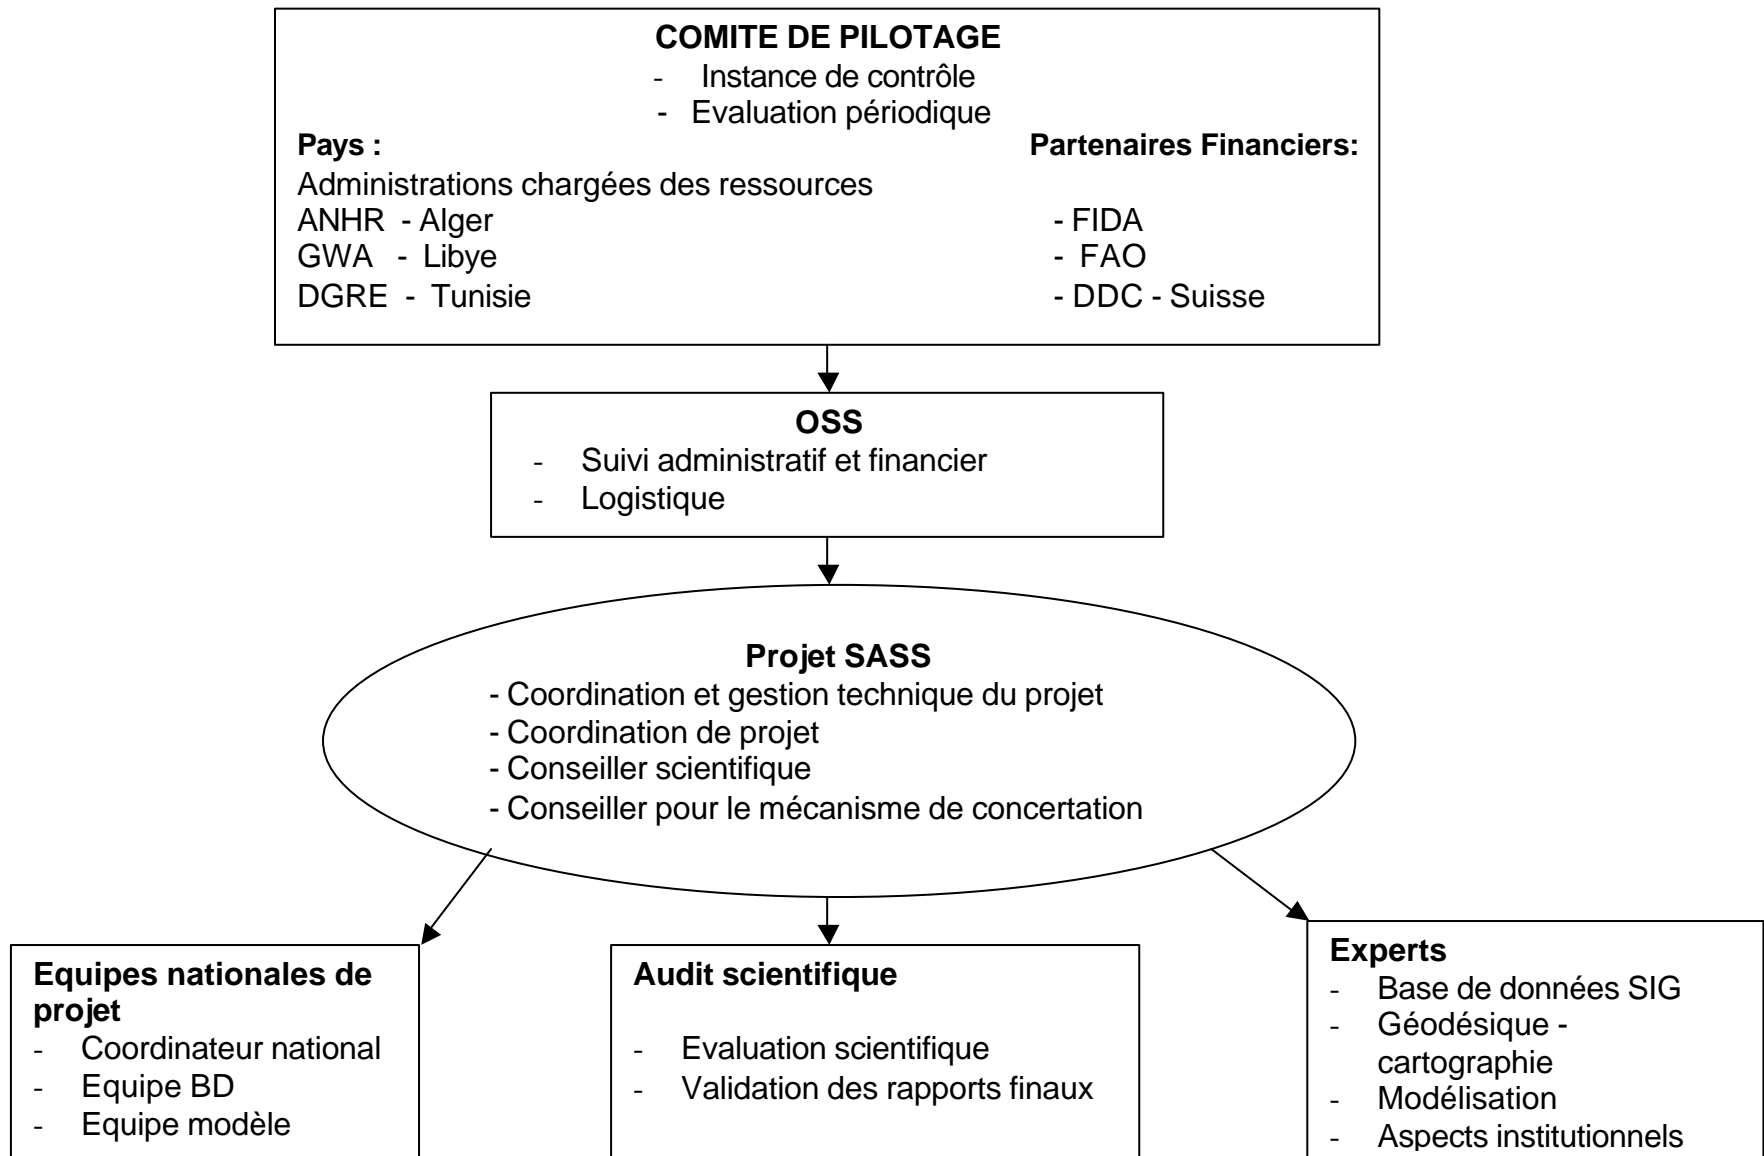 COMITE DE PILOTAGE
- Instance de contrôle
- Evaluation périodique
Pays :
Partenaires Financiers:
Administrations chargées des ressources
ANHR - Alger
- FIDA
GWA - Libye
- FAO
DGRE - Tunisie
- DDC - Suisse
OSS
- Suivi administratif et financier
- Logistique
Projet SASS
- Coordination et gestion technique du projet
- Coordination de projet
- Conseiller scientifique
- Conseiller pour le mécanisme de concertation
Equipes nationales de
projet
- Coordinateur national
- Equipe BD
- Equipe modèle
Audit scientifique
- Evaluation scientifique
- Validation des rapports finaux
Experts
- Base de données SIG
- Géodésique -
cartographie
- Modélisation
- Aspects institutionnels